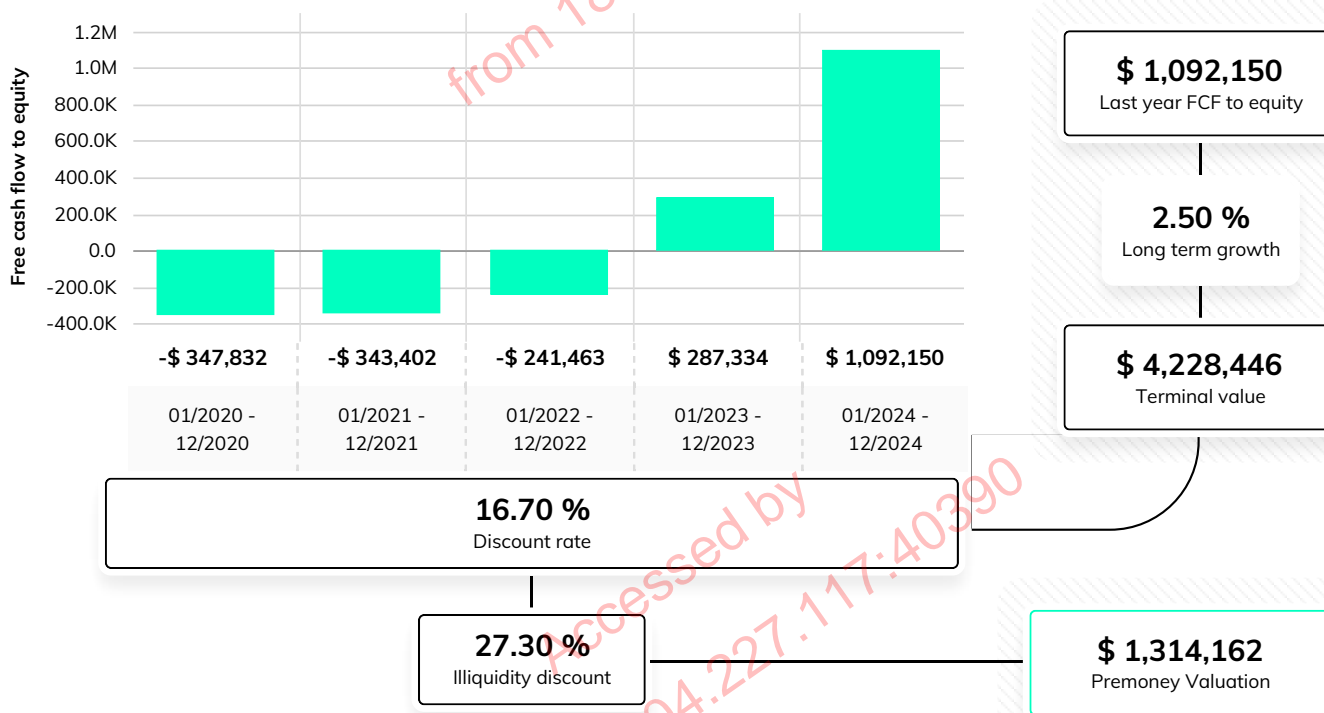 Free cash flow to equity
1.2M
1.0M
800.0K
600.0K
400.0K
200.0K
0.0
-200.0K
-400.0K
-$ 347,832
-$ 343,402
-$ 241,463
$ 287,334
$ 1,092,150
01/2020 -
12/2020
01/2021 -
12/2021
01/2022 -
12/2022
01/2023 -
12/2023
01/2024 -
12/2024
16.70 %
Discount rate
27.30 %
Illiquidity discount
$ 1,092,150
Last year FCF to equity
2.50 %
Long term growth
$ 4,228,446
Terminal value
$ 1,314,162
Premoney Valuation
Accessed by
from 18
04.227.117:40390